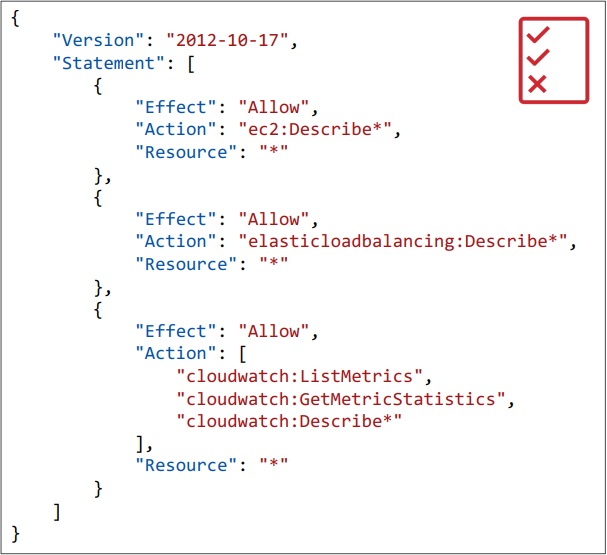 {
    "Version": "2012-10-17",
    "Statement": [
        {
            "Effect": "Allow",
            "Action": "ec2:Describe*",
            "Resource": "*"
        },
        {
            "Effect": "Allow",
            "Action": "elasticloadbalancing:Describe*",
            "Resource": "*"
        },
        {
            "Effect": "Allow",
            "Action": [
                "cloudwatch:ListMetrics",
                "cloudwatch:GetMetricStatistics",
                "cloudwatch:Describe*"
            ],
            "Resource": "*"
        }
    ]
}